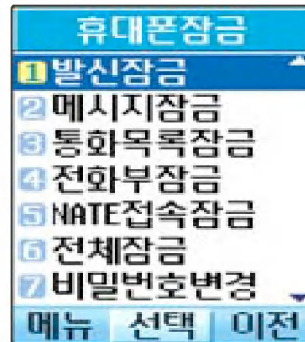 휴대폰잠금
1 발신잠금
2 메시지잠금
3 통화목록잠금
4 전화부잠금
5 NATE접속잠금
6 전체잠금
7 비밀번호변경
메뉴 선택 이전